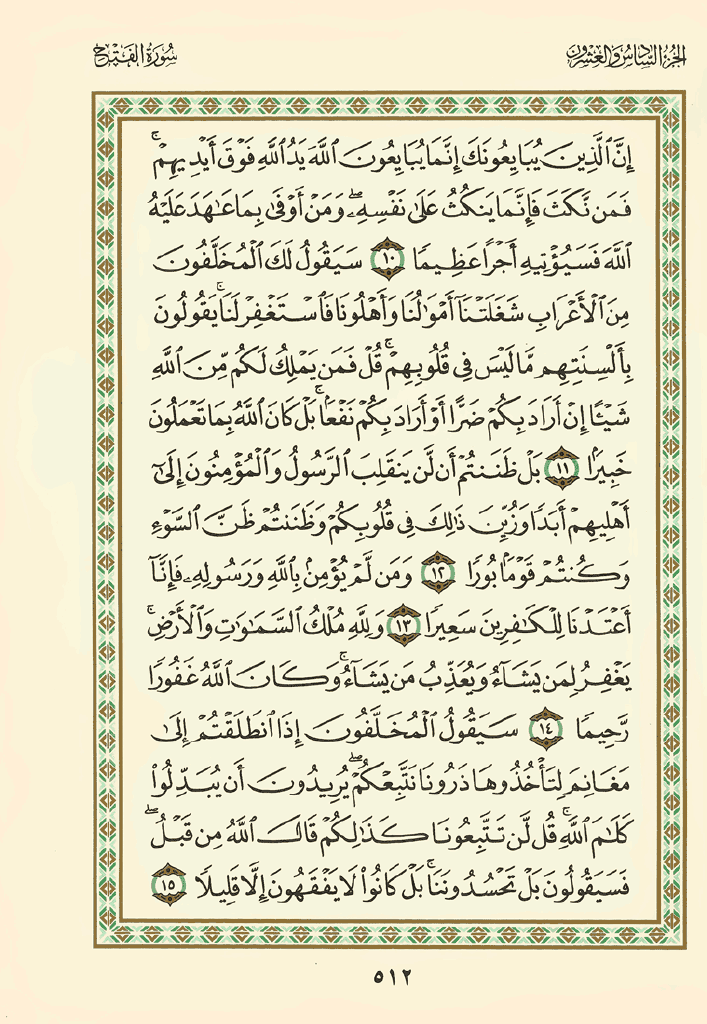 الجزء السادس والعشرون
سورة الفتح
إِنَّ ٱلَّذِينَ يُبَايِعُونَكَ إِنَّمَا يُبَايِعُونَ ٱللَّهَ يَدُ ٱللَّهِ فَوْقَ أَيْدِيهِمْۚ
فَمَن نَّكَثَ فَإِنَّمَا يَنكُثُ عَلَىٰ نَفْسِهِۦۖ وَمَنْ أَوْفَىٰ بِمَا عَٰهَدَ عَلَيْهُ
ٱللَّهَ فَسَيُؤْتِيهِ أَجْرًا عَظِيمًا ١٠ سَيَقُولُ لَكَ ٱلْمُخَلَّفُونَ
مِنَ ٱلْأَعْرَابِ شَغَلَتْنَآ أَمْوَٰلُنَا وَأَهْلُونَا فَٱسْتَغْفِرْ لَنَاۚ يَقُولُونَ
بِأَلْسِنَتِهِم مَّا لَيْسَ فِى قُلُوبِهِمْۚ قُلْ فَمَن يَمْلِكُ لَكُم مِّنَ ٱللَّهِ
شَيْـًٔا إِنْ أَرَادَ بِكُمْ ضَرًّا أَوْ أَرَادَ بِكُمْ نَفْعًۢاۚ بَلْ كَانَ ٱللَّهُ بِمَا تَعْمَلُونَ
خَبِيرًۢا ١١ بَلْ ظَنَنتُمْ أَن لَّن يَنقَلِبَ ٱلرَّسُولُ وَٱلْمُؤْمِنُونَ إِلَىٰٓ
أَهْلِيهِمْ أَبَدًا وَزُيِّنَ ذَٰلِكَ فِى قُلُوبِكُمْ وَظَنَنتُمْ ظَنَّ ٱلسَّوْءِ
وَكُنتُمْ قَوْمًۢا بُورًا ١٢ وَمَن لَّمْ يُؤْمِنۢ بِٱللَّهِ وَرَسُولِهِۦ فَإِنَّآ
أَعْتَدْنَا لِلْكَٰفِرِينَ سَعِيرًا ١٣ وَلِلَّهِ مُلْكُ ٱلسَّمَٰوَٰتِ وَٱلْأَرْضِۚ
يَغْفِرُ لِمَن يَشَآءُ وَيُعَذِّبُ مَن يَشَآءُۚ وَكَانَ ٱللَّهُ غَفُورًا
رَّحِيمًا ١٤ سَيَقُولُ ٱلْمُخَلَّفُونَ إِذَا ٱنطَلَقْتُمْ إِلَىٰ
مَغَانِمَ لِتَأْخُذُوهَا ذَرُونَا نَتَّبِعْكُمْۖ يُرِيدُونَ أَن يُبَدِّلُوا۟
كَلَٰمَ ٱللَّهِۚ قُل لَّن تَتَّبِعُونَا كَذَٰلِكُمْ قَالَ ٱللَّهُ مِن قَبْلُۖ
فَسَيَقُولُونَ بَلْ تَحْسُدُونَنَاۚ بَلْ كَانُوا۟ لَا يَفْقَهُونَ إِلَّا قَلِيلًا ١٥
٥١٢